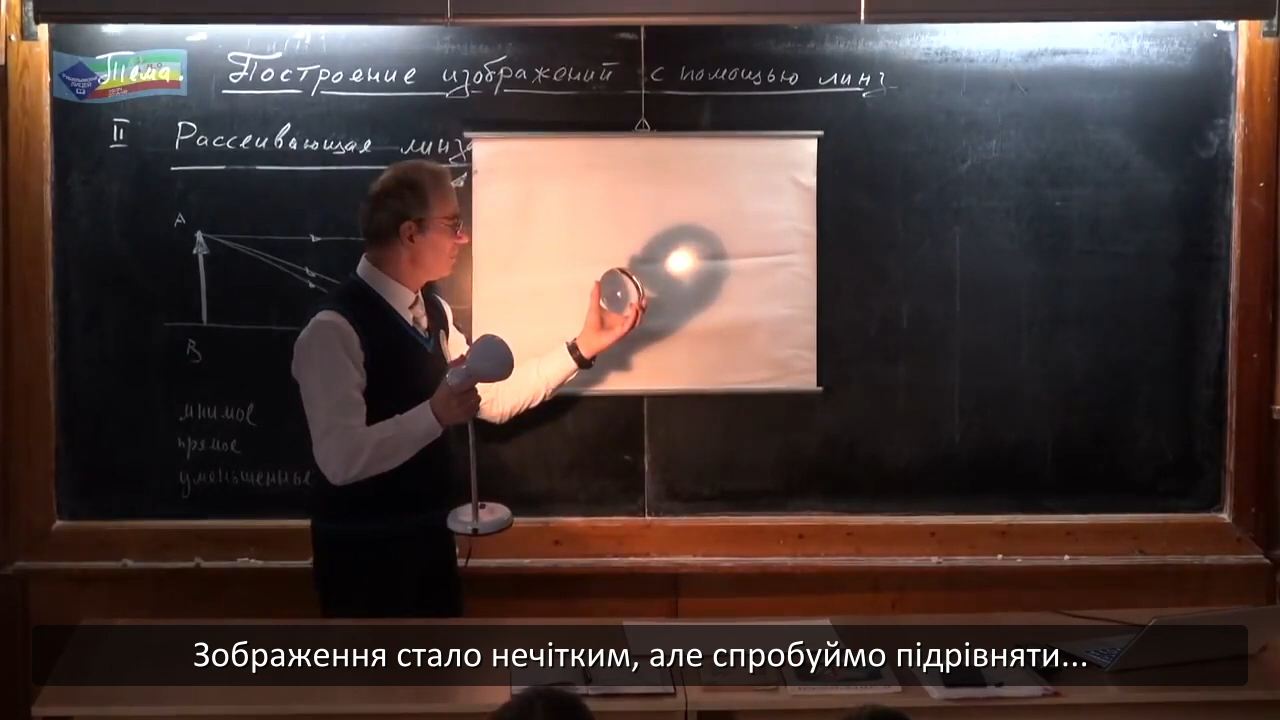 Тема. Построение изображений с помощью линз
II Рассеивающая линза
A
B
мнимое
прямое
уменьшенное
Зображення стало нечітким, але спробуймо підрівняти...